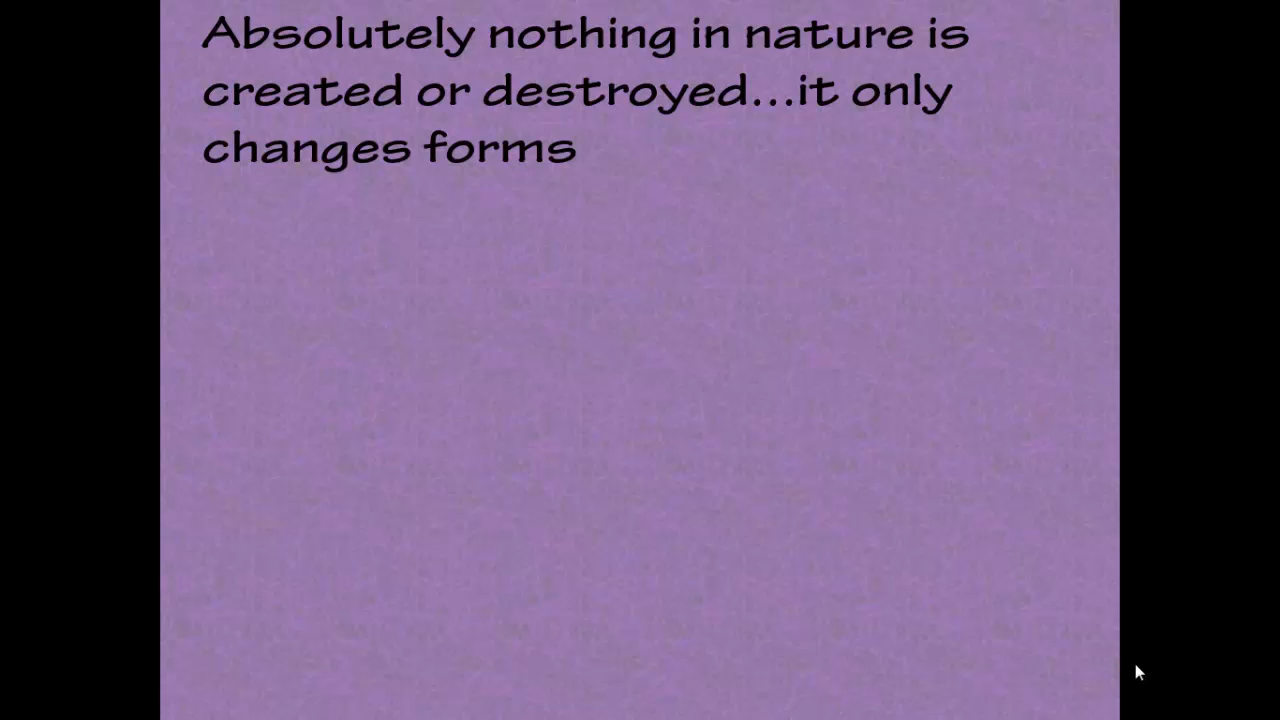 Absolutely nothing in nature is
created or destroyed...it only
changes forms